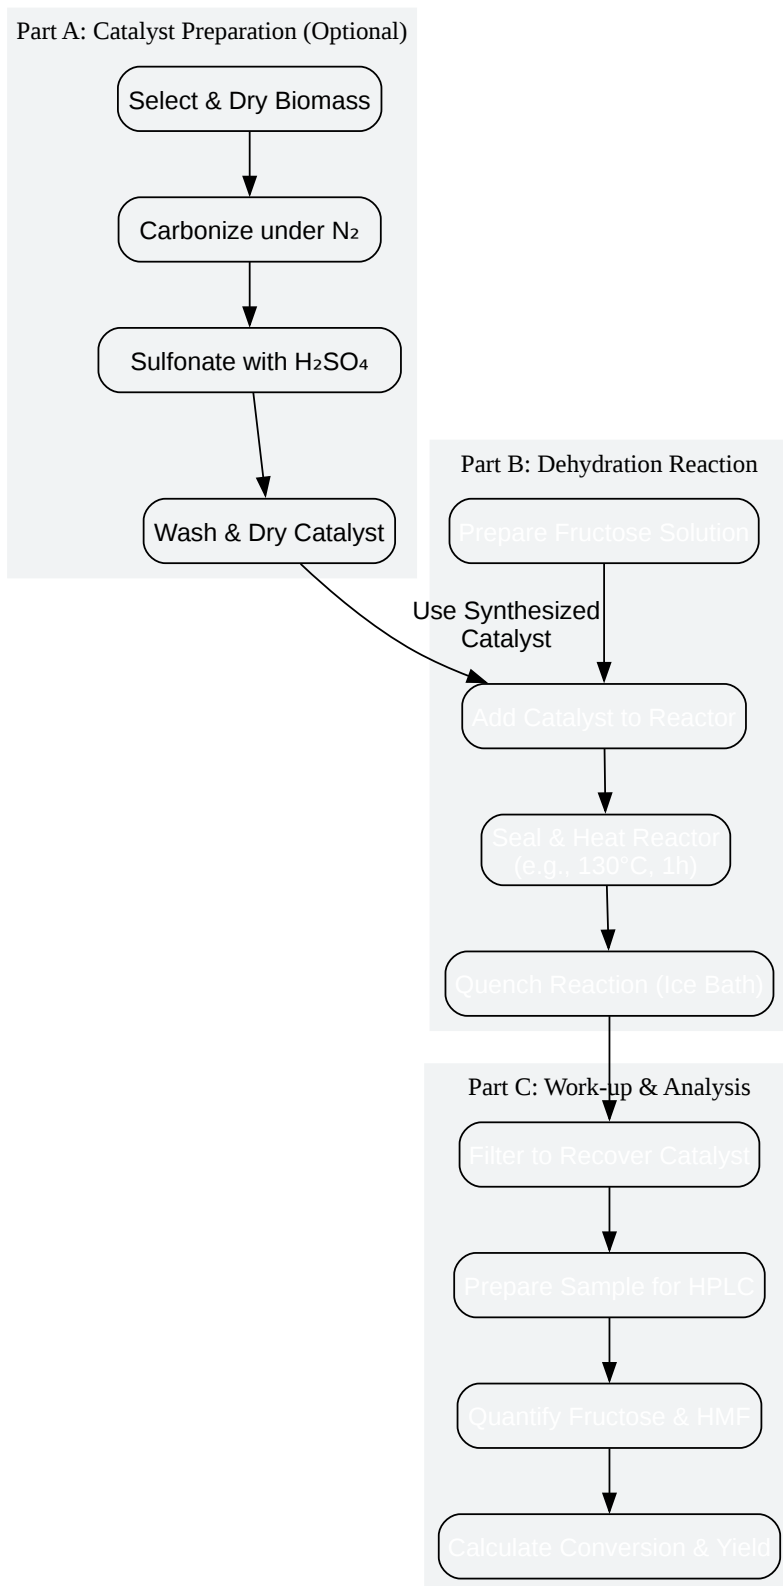 Part A: Catalyst Preparation (Optional)
Select & Dry Biomass
Carbonize under N₂
Sulfonate with H₂SO₄
Wash & Dry Catalyst
Part B: Dehydration Reaction
Prepare Fructose Solution
Use Synthesized
Catalyst
Add Catalyst to Reactor
Seal & Heat Reactor
(e.g., 130°C, 1h)
Quench Reaction (Ice Bath)
Part C: Work-up & Analysis
Filter to Recover Catalyst
Prepare Sample for HPLC
Quantify Fructose & HMF
Calculate Conversion & Yield